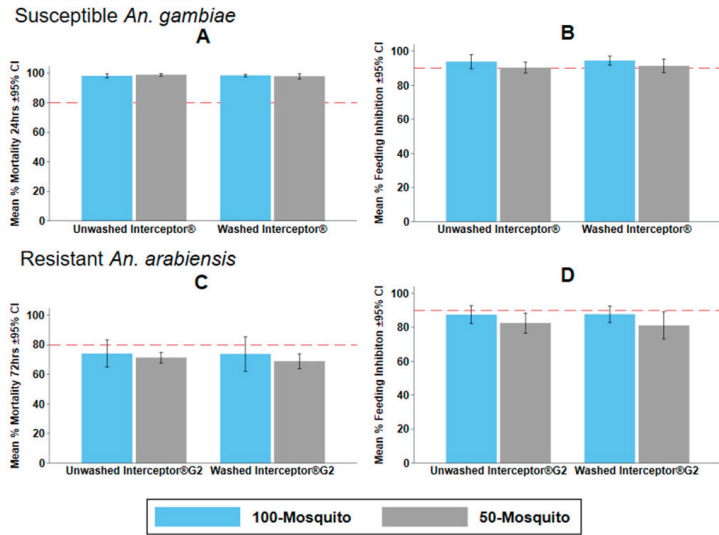 Susceptible An. gambiae
A
Mean % Mortality 24hrs ±95% CI
100
80
60
40
20
0
Unwashed Interceptor®
Washed Interceptor®
B
Mean % Feeding Inhibition ±95% CI
100
80
60
40
20
0
Unwashed Interceptor®
Washed Interceptor®
Resistant An. arabiensis
C
Mean % Mortality 72hrs ±95% CI
100
80
60
40
20
0
Unwashed Interceptor®G2
Washed Interceptor®G2
D
Mean % Feeding Inhibiton ±95% CI
100
80
60
40
20
0
Unwashed Interceptor®G2
Washed Interceptor®G2
100-Mosquito
50-Mosquito